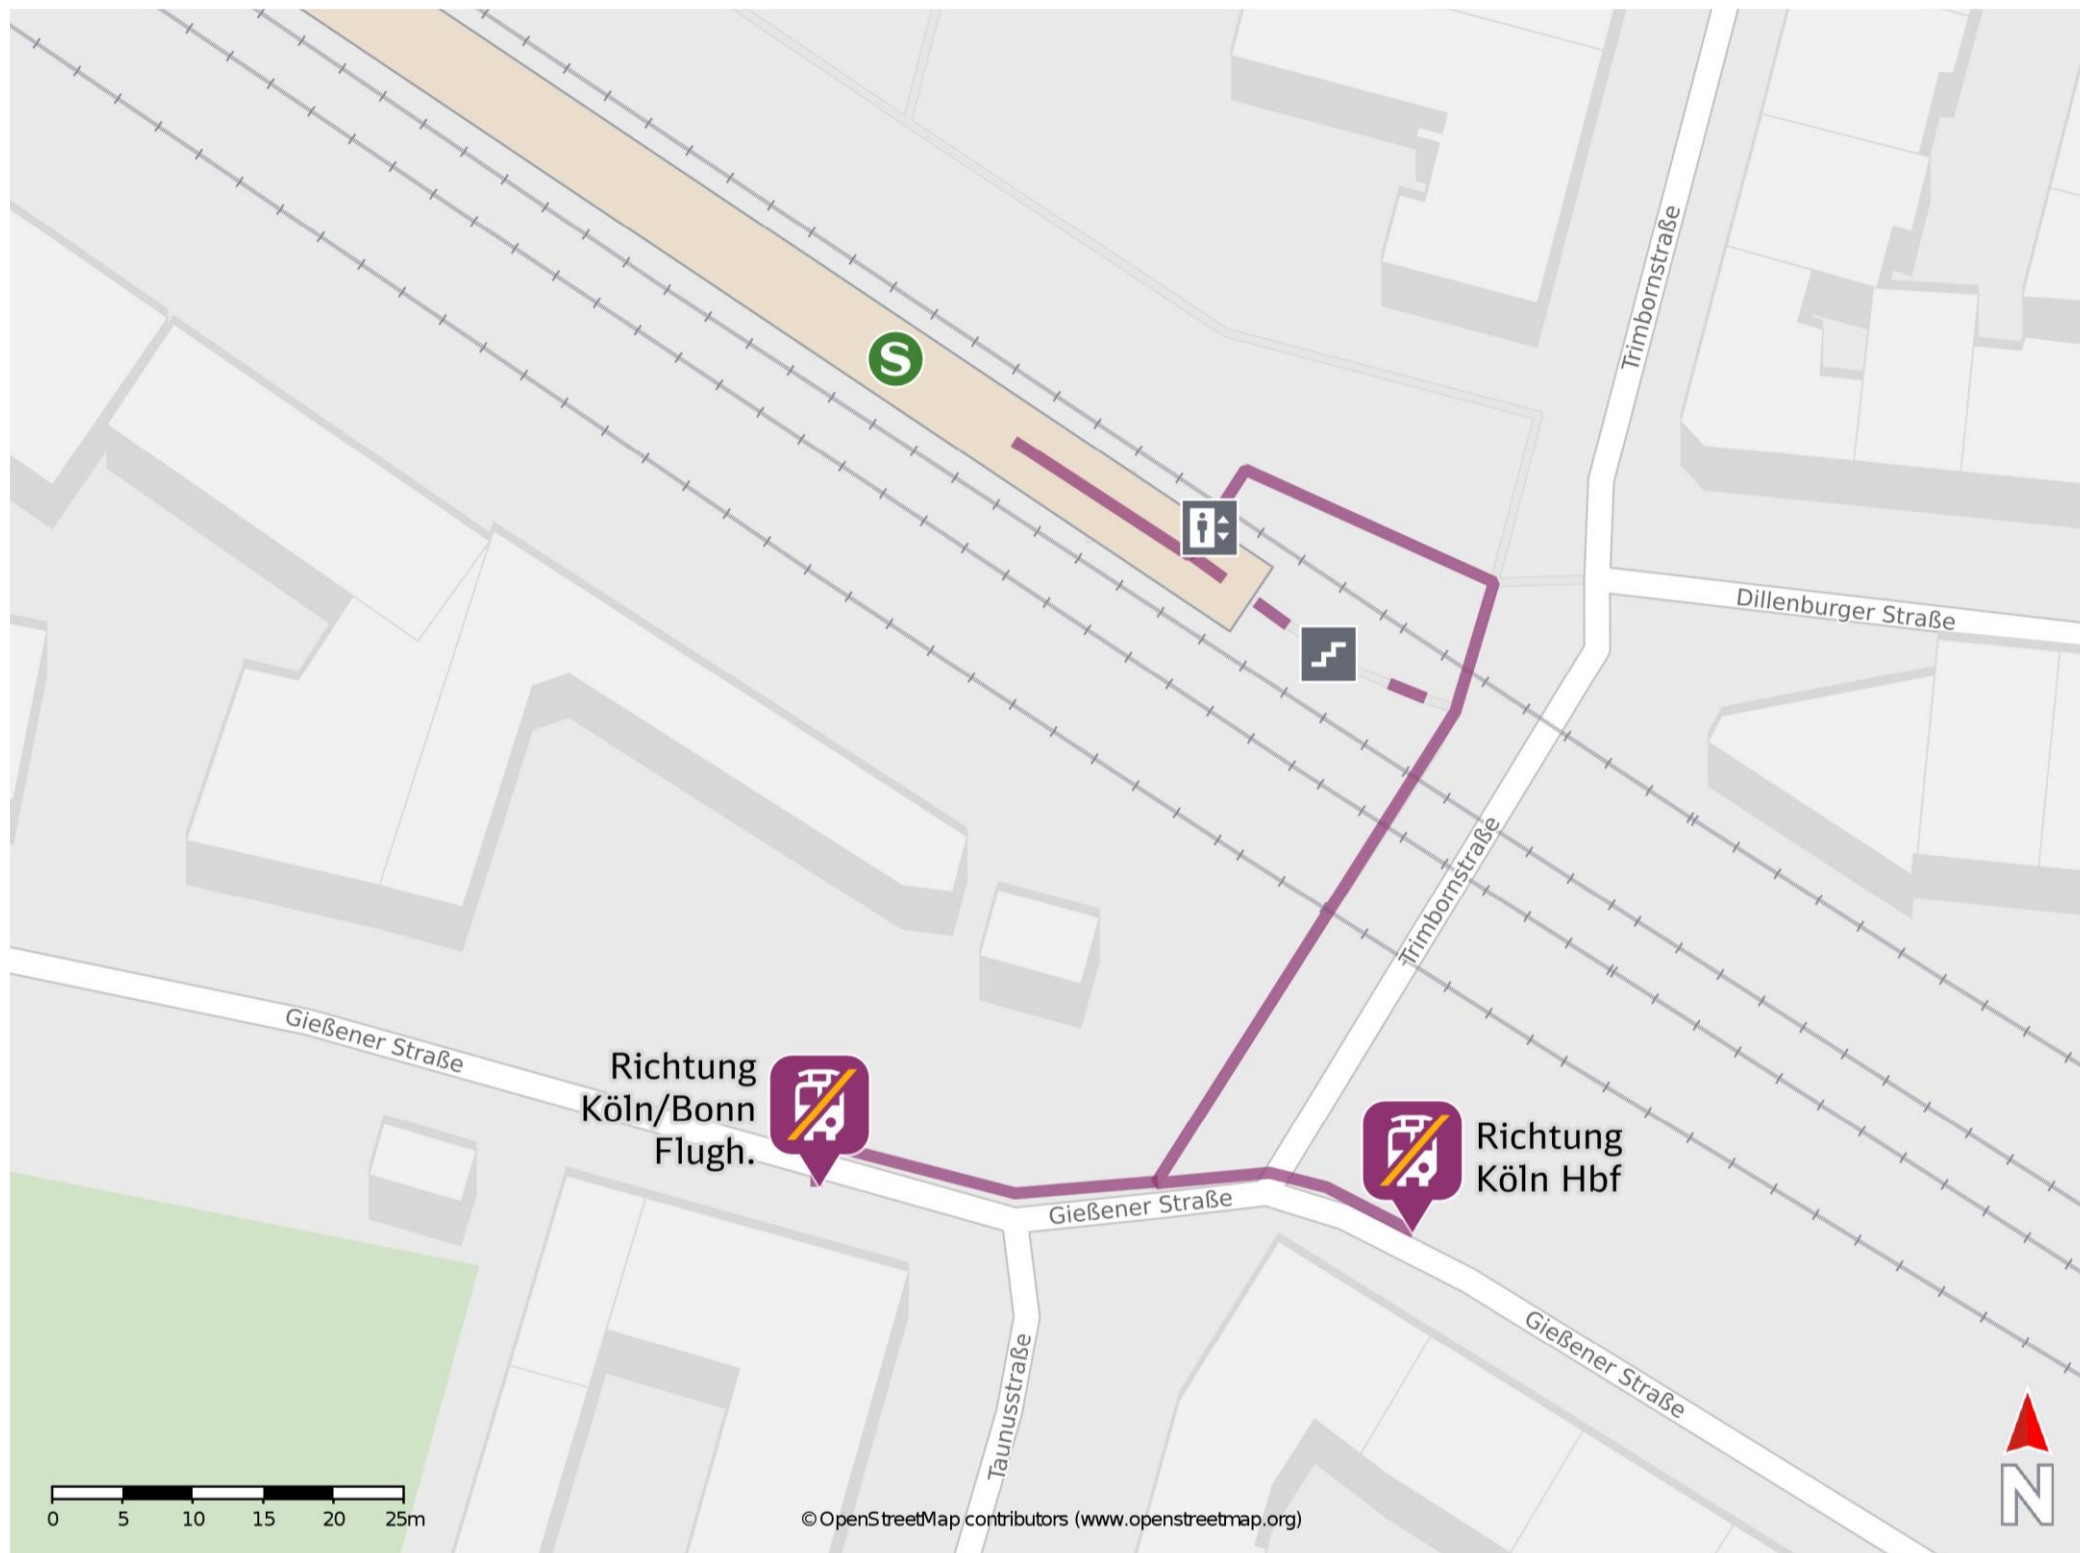 S
Trimbornstraße
Dillenburger Straße
Trimbornstraße
Gießener Straße
Richtung
Köln/Bonn
Flugh.
Richtung
Köln Hbf
Gießener Straße
Gießener Straße
Taunusstraße
0 5 10 15 20 25m
© OpenStreetMap contributors (www.openstreetmap.org)
N